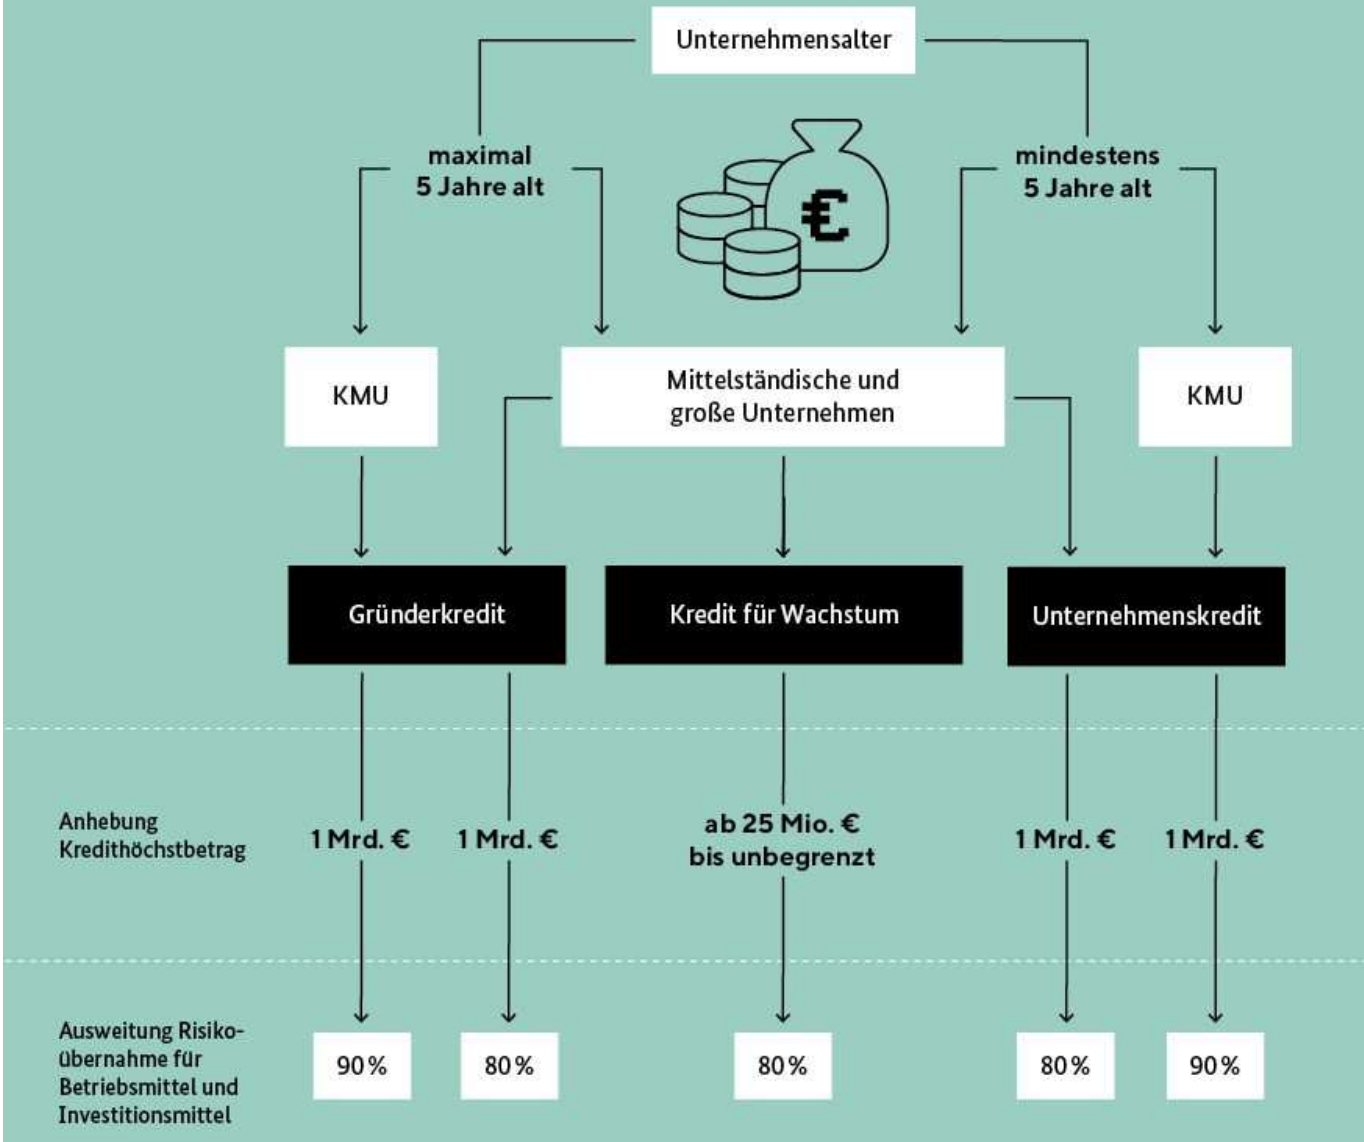 Unternehmensalter
maximal
5 Jahre alt
mindestens
5 Jahre alt
€
KMU
Mittelständische und
große Unternehmen
KMU
Gründerkredit
Kredit für Wachstum
Unternehmenskredit
Anhebung
Kredithöchstbetrag
1 Mrd. €
1 Mrd. €
ab 25 Mio. €
bis unbegrenzt
1 Mrd. €
1 Mrd. €
Ausweitung Risiko-
übernahme für
Betriebsmittel und
Investitionsmittel
90 %
80 %
80 %
80 %
90 %